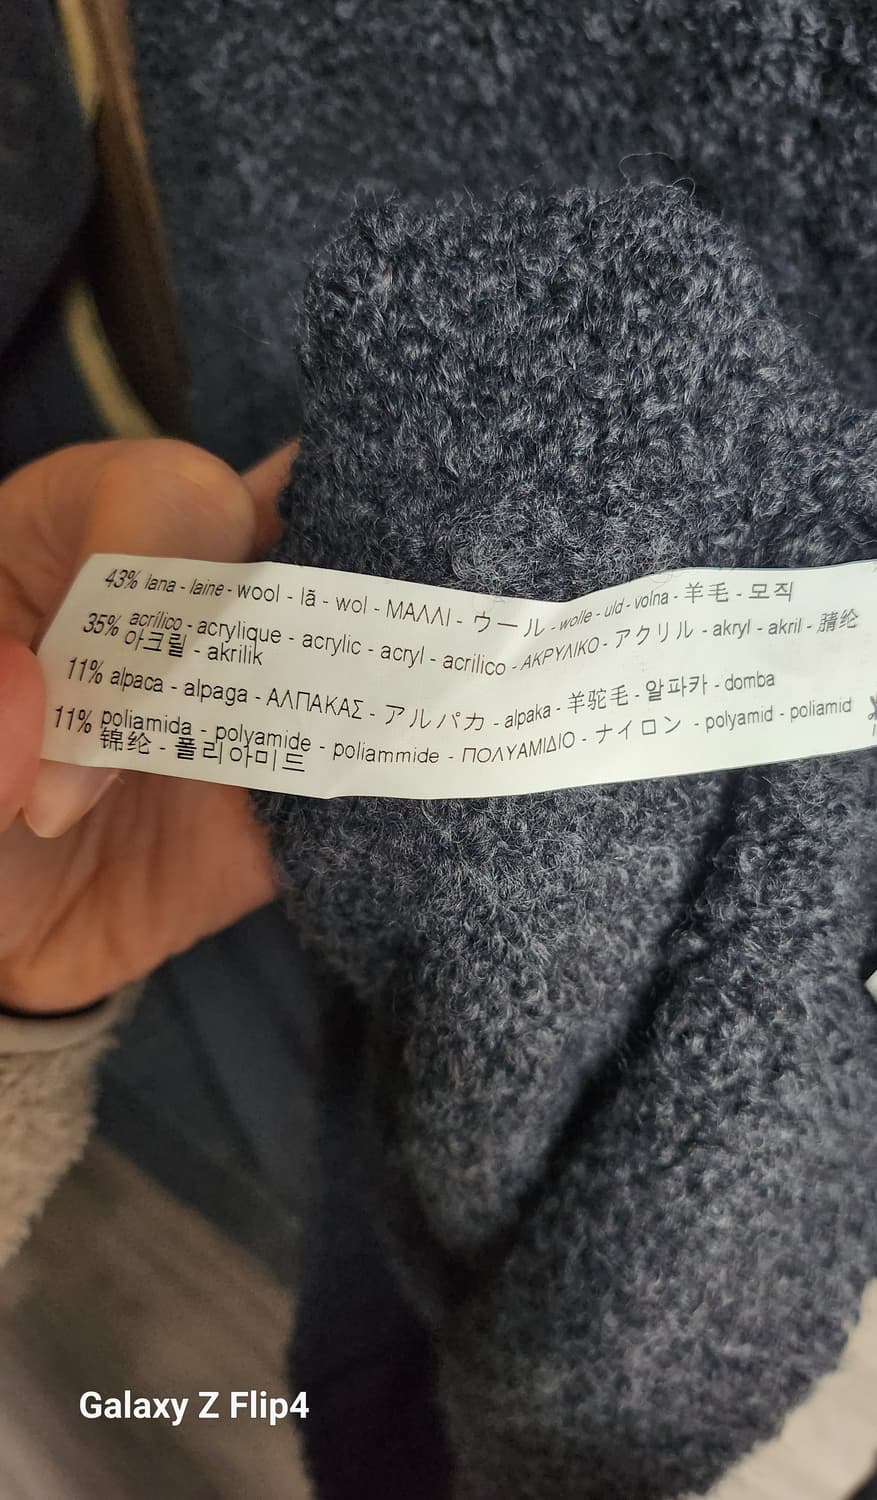 43% lana - laine - wool - lã - wol - ΜΑΛΛΙ - ウール - wolle - uld - volna - 羊毛 - 모직
35% acrílico - acrylique - acrylic - acryl - acrilico - ΑΚΡΥΛΙΚΟ - アクリル - akryl - akril - 腈纶
아크릴 - akrilik
11% alpaca - alpaga - ΑΛΠΑΚΑΣ - アルパカ - alpaka - 羊驼毛 - 알파카 - domba
11% poliamida - polyamide - poliammide - ΠΟΛΥΑΜΙΔΙΟ - ナイロン - polyamid - poliamid
锦纶 - 폴리아미드
Galaxy Z Flip4